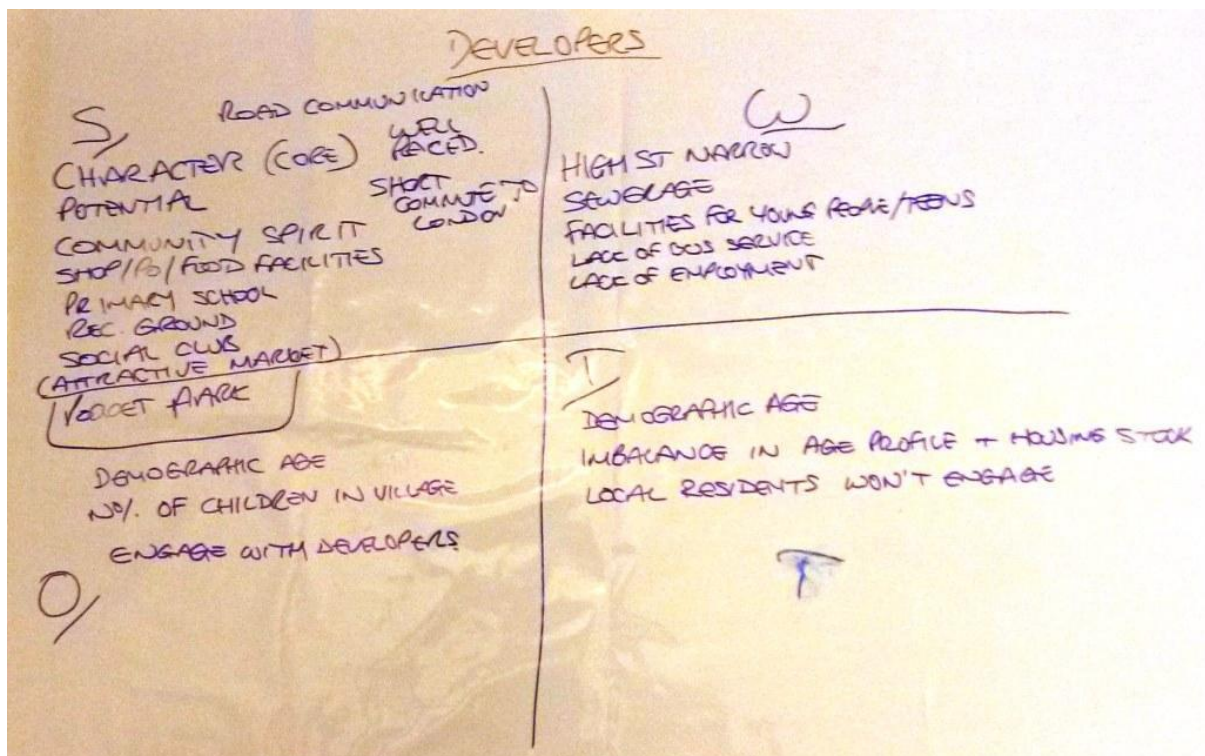 DEVELOPERS
S/
ROAD COMMUNICATION
CHARACTER (CORE)
WELL
PLACED.
POTENTIAL
SHORT
COMMUTE TO
LONDON
COMMUNITY SPIRIT
SHOP/PO/FOOD FACILITIES
PRIMARY SCHOOL
REC. GROUND
SOCIAL CLUB
(ATTRACTIVE MARKET)
PARK
W
HIGH ST NARROW
SEWERAGE
FACILITIES FOR YOUNG PEOPLE/TEENS
LACK OF BUS SERVICE
LACK OF EMPLOYMENT
DEMOGRAPHIC AGE
No/. OF CHILDREN IN VILLAGE
ENGAGE WITH DEVELOPERS
O/
T/
DEMOGRAPHIC AGE
IMBALANCE IN AGE PROFILE + HOUSING STOCK
LOCAL RESIDENTS WON'T ENGAGE
T